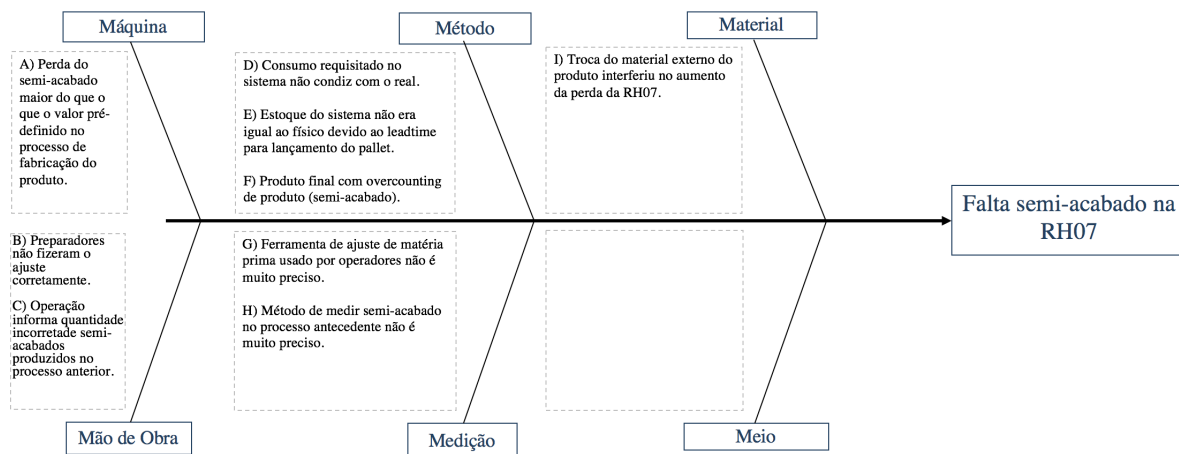 Máquina
Método
Material
A) Perda do
semi-acabado
maior do que o
que o valor pré-
definido no
processo de
fabricação do
produto.
D) Consumo requisitado no
sistema não condiz com o real.
E) Estoque do sistema não era
igual ao físico devido ao leadtime
para lançamento do pallet.
F) Produto final com overcounting
de produto (semi-acabado).
I) Troca do material externo do
produto interferiu no aumento
da perda da RH07.
Falta semi-acabado na
RH07
B) Preparadores
não fizeram o
ajuste
corretamente.
C) Operação
informa quantidade
incorretade semi-
acabados
produzidos no
processo anterior.
G) Ferramenta de ajuste de matéria
prima usado por operadores não é
muito preciso.
H) Método de medir semi-acabado
no processo antecedente não é
muito preciso.
Mão de Obra
Medição
Meio